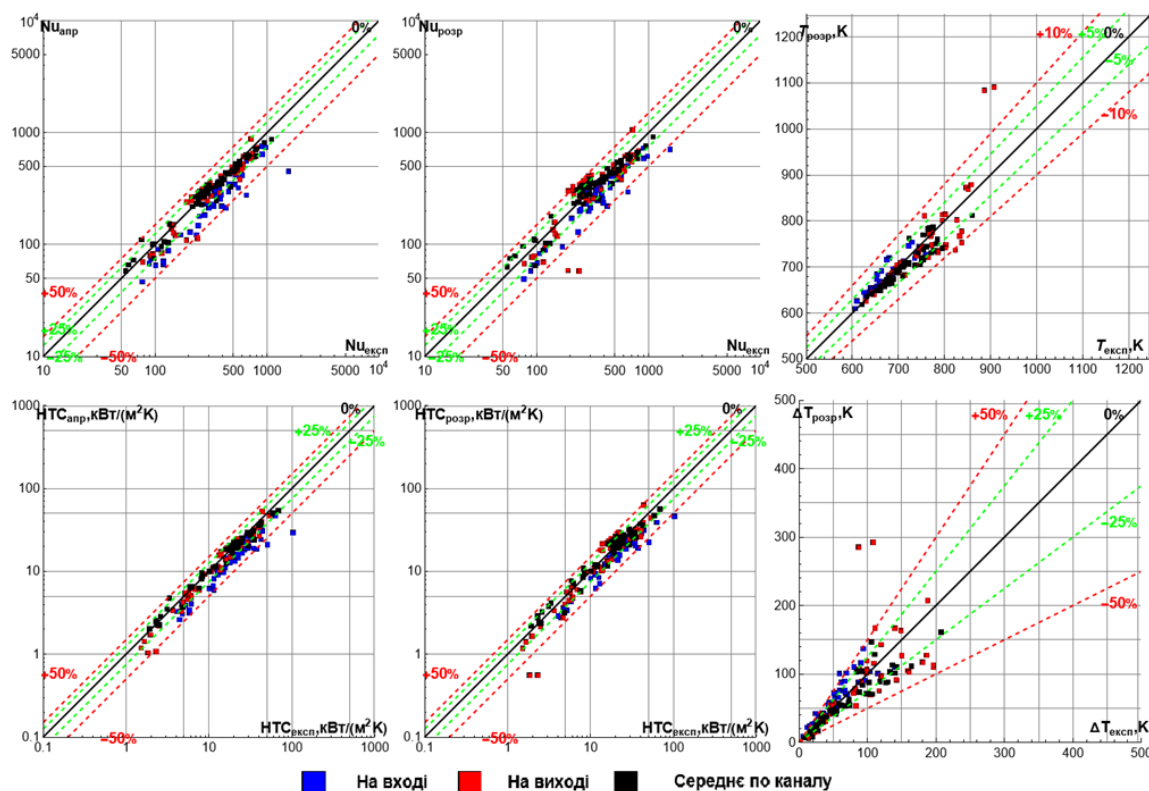 10⁴ Nuапр 0%
5000
1000
500
100
50
+50%
+25%
−25% −50% Nuексп
10
10 50 100 500 1000 10⁴
10⁴ Nuрозр 0%
5000
1000
500
100
50
+50%
+25%
−25% −50% Nuексп
10
10 50 100 500 1000 10⁴
Tрозр,K +10% +5% 0%
−5%
−10%
1200
1100
1000
900
800
700
600
500
Tексп,K
500 600 700 800 900 1000 1100 1200
1000 HTCапр,кВт/(м²K) 0%
+25% −25%
100
10
1
+50%
−50% HTCексп,кВт/(м²K)
0.1
0.1 1 10 100 1000
1000 HTCрозр,кВт/(м²K) 0%
+25% −25%
100
10
1
+50%
−50% HTCексп,кВт/(м²K)
0.1
0.1 1 10 100 1000
500 ΔTрозр,K +50% +25% 0%
400
−25%
300
200
−50%
100
ΔTексп,K
0
0 100 200 300 400 500
На вході На виході Середнє по каналу